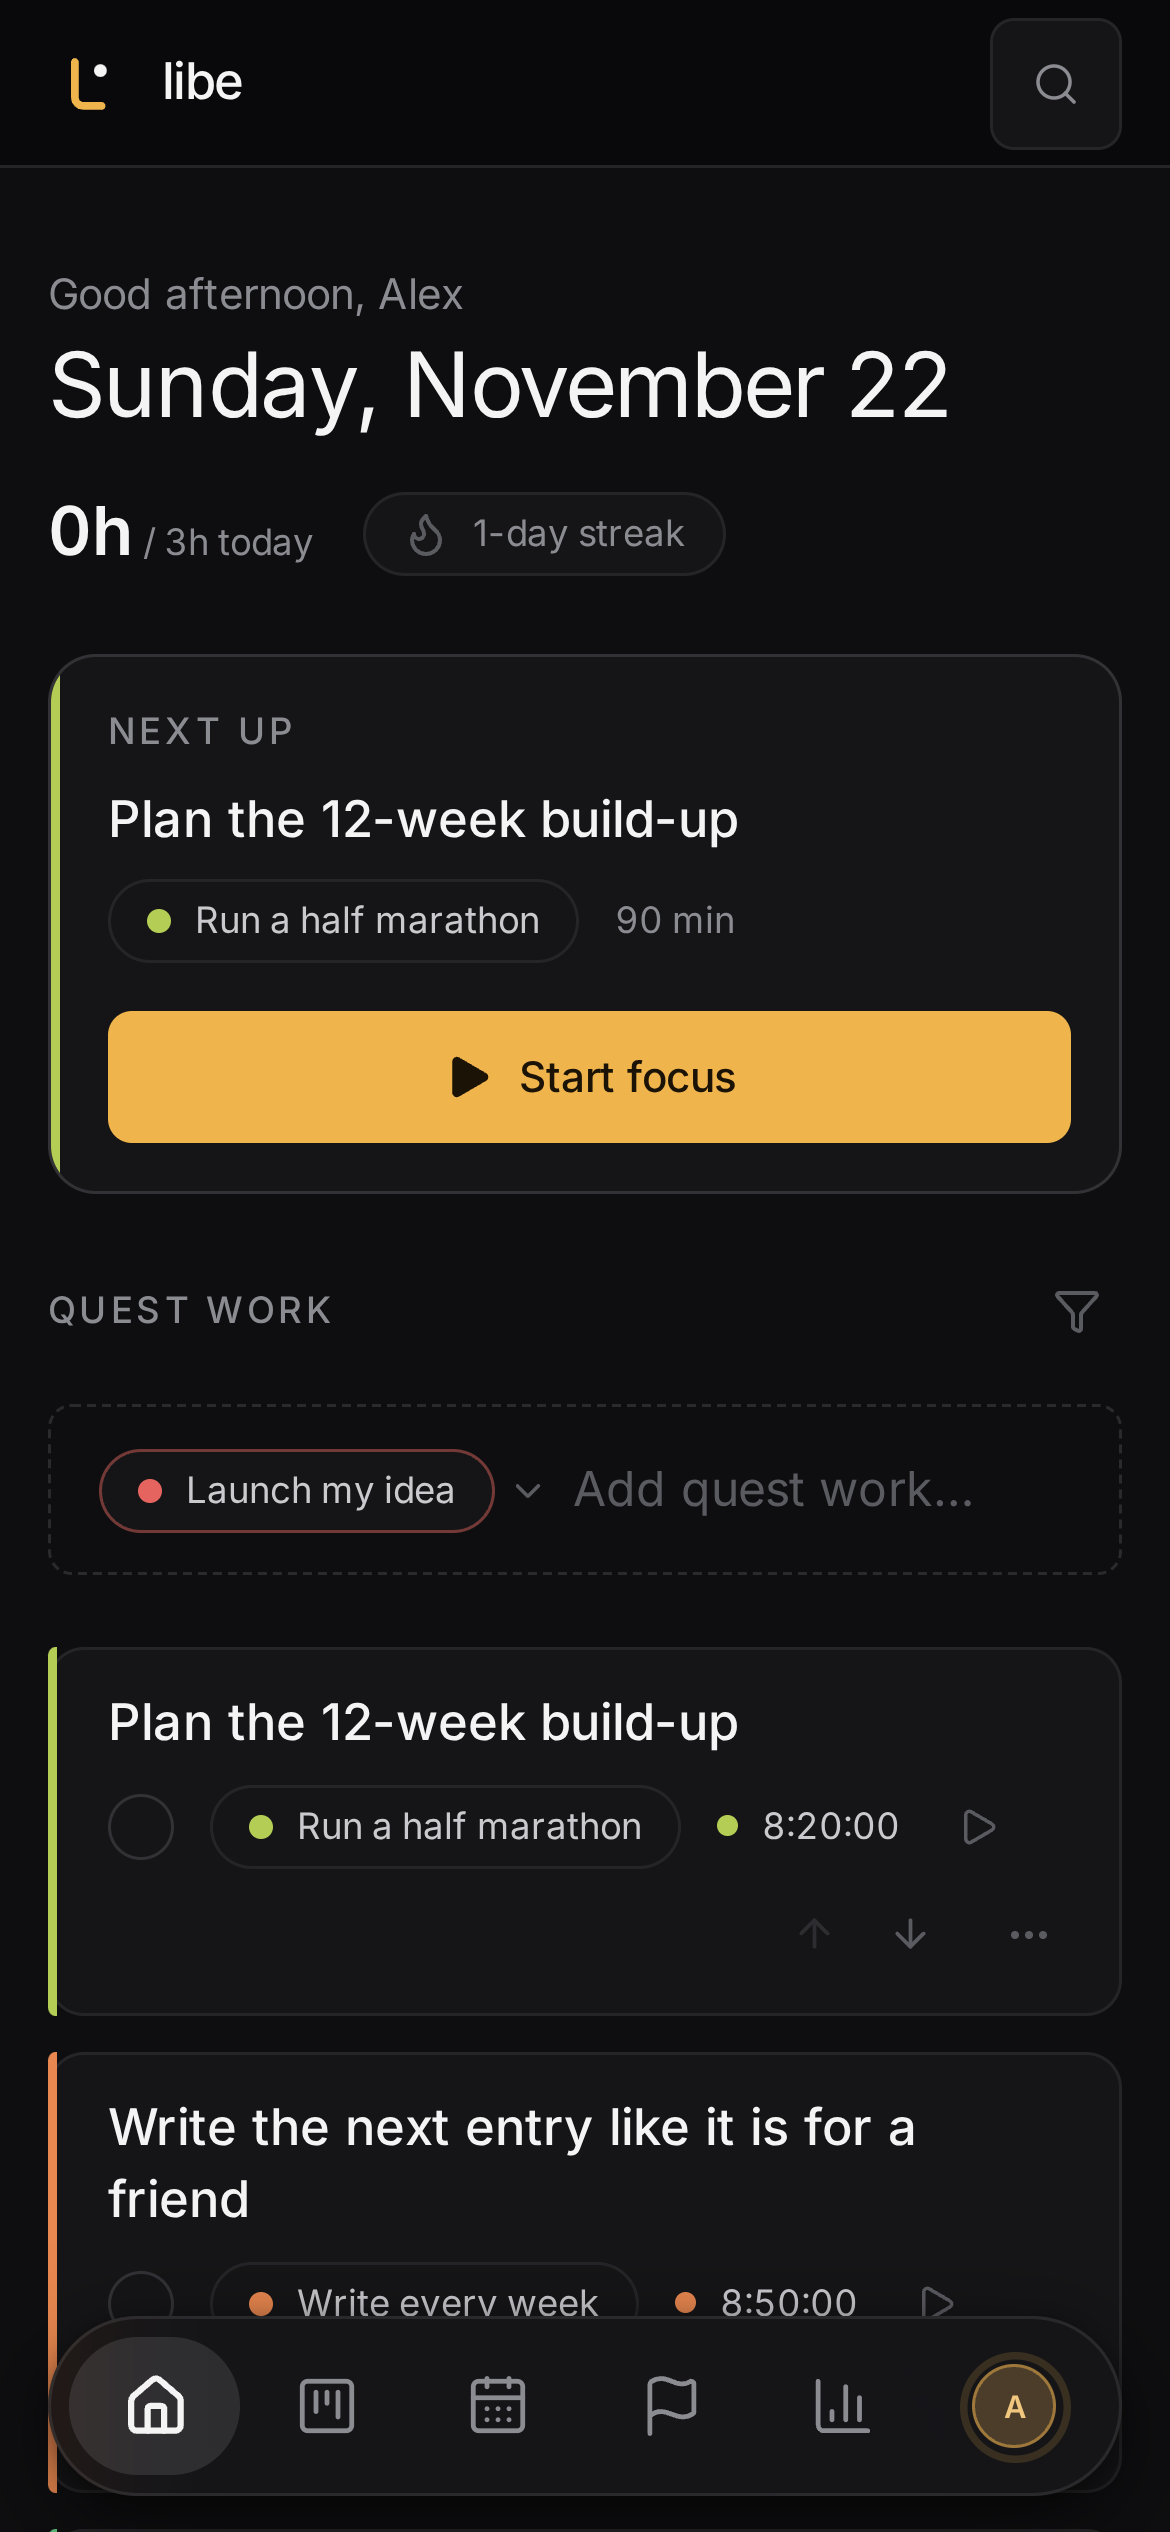 libe
Good afternoon, Alex
Sunday, November 22
0h / 3h today
1-day streak
NEXT UP
Plan the 12-week build-up
Run a half marathon 90 min
Start focus
QUEST WORK
Launch my idea Add quest work...
Plan the 12-week build-up
Run a half marathon 8:20:00
Write the next entry like it is for a
friend
Write every week 8:50:00
A